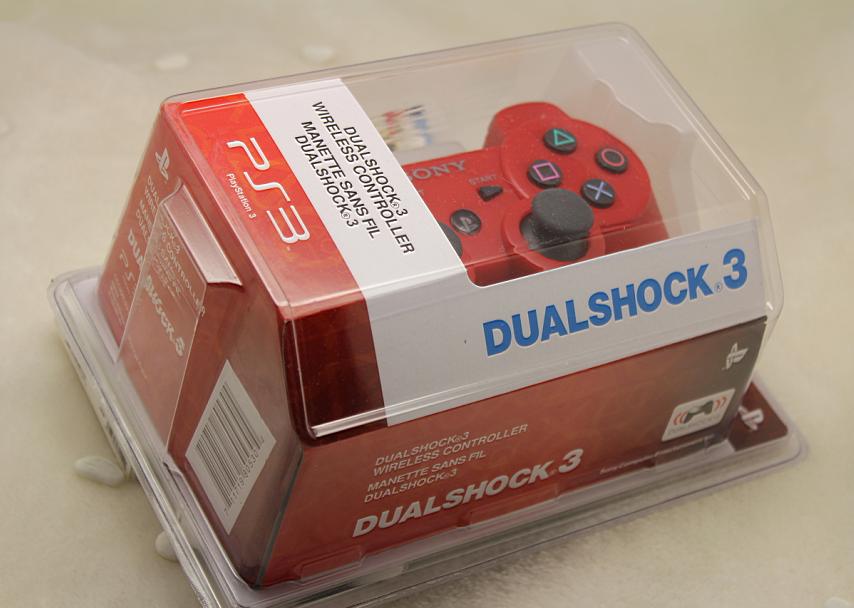 PS3
PlayStation 3
DUALSHOCK®3
WIRELESS CONTROLLER
MANETTE SANS FIL
DUALSHOCK®3
SONY
START
DUALSHOCK®3
DUALSHOCK®3
WIRELESS CONTROLLER
MANETTE SANS FIL
DUALSHOCK®3
DUALSHOCK®3